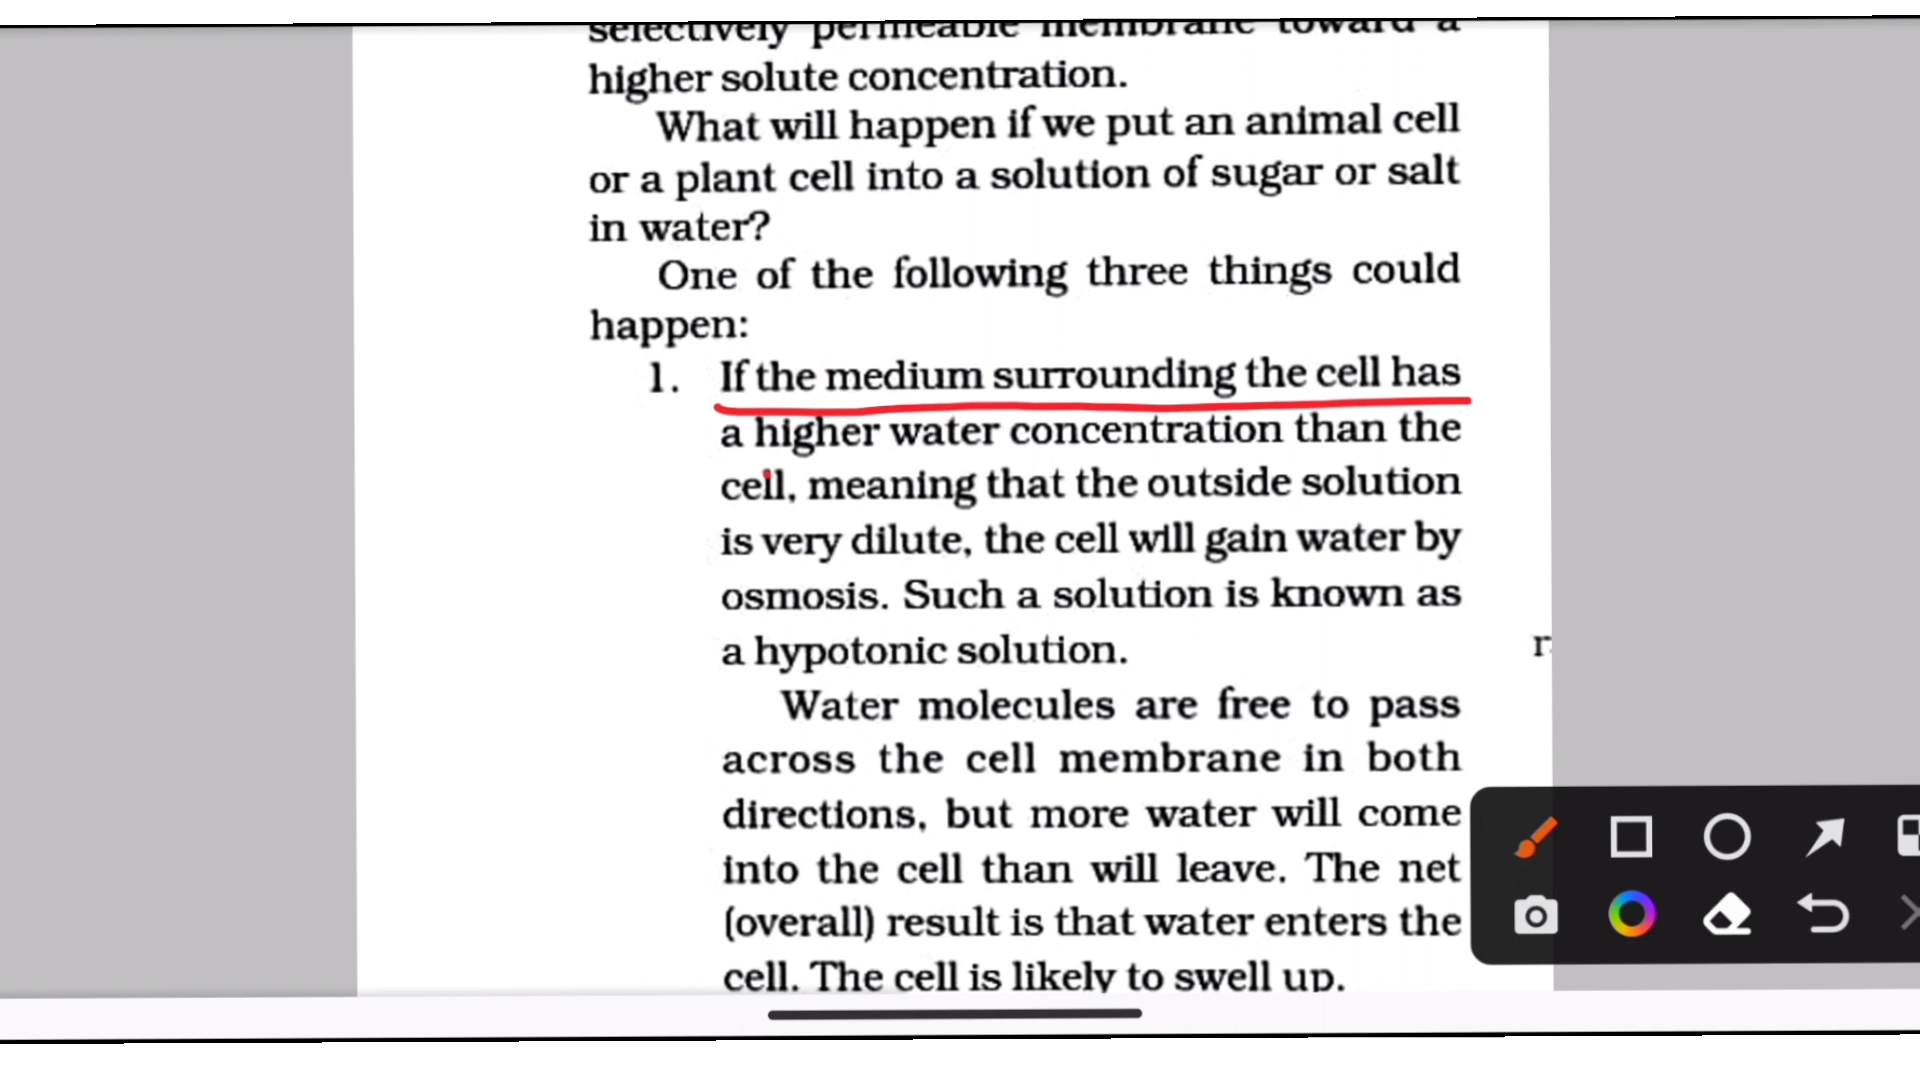 selectively permeable membrane toward a
higher solute concentration.
What will happen if we put an animal cell
or a plant cell into a solution of sugar or salt
in water?
One of the following three things could
happen:
1. If the medium surrounding the cell has
a higher water concentration than the
cell, meaning that the outside solution
is very dilute, the cell will gain water by
osmosis. Such a solution is known as
a hypotonic solution.
r
Water molecules are free to pass
across the cell membrane in both
directions, but more water will come
into the cell than will leave. The net
(overall) result is that water enters the
cell. The cell is likely to swell up.